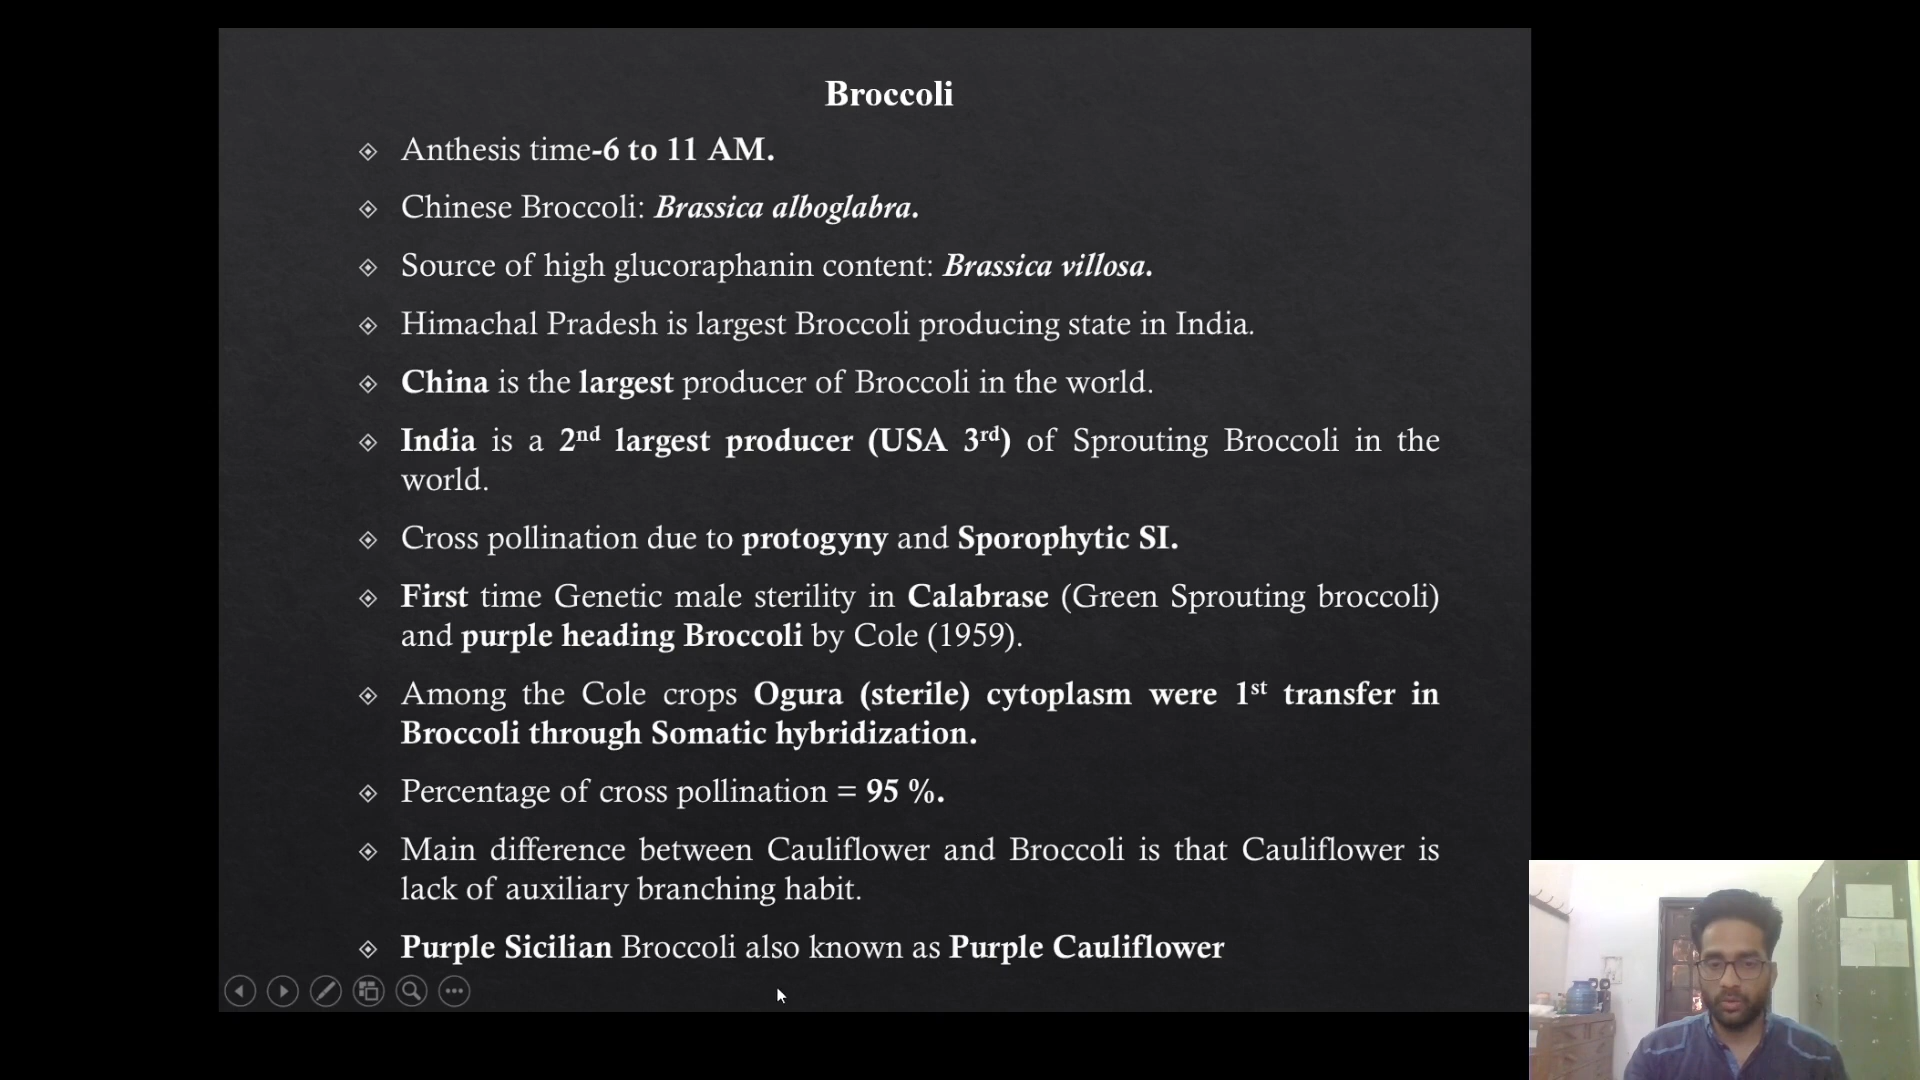 Broccoli
Anthesis time-6 to 11 AM.
Chinese Broccoli: Brassica alboglabra.
Source of high glucoraphanin content: Brassica villosa.
Himachal Pradesh is largest Broccoli producing state in India.
China is the largest producer of Broccoli in the world.
India is a 2nd largest producer (USA 3rd) of Sprouting Broccoli in the
world.
Cross pollination due to protogyny and Sporophytic SI.
First time Genetic male sterility in Calabrase (Green Sprouting broccoli)
and purple heading Broccoli by Cole (1959).
Among the Cole crops Ogura (sterile) cytoplasm were 1st transfer in
Broccoli through Somatic hybridization.
Percentage of cross pollination = 95 %.
Main difference between Cauliflower and Broccoli is that Cauliflower is
lack of auxiliary branching habit.
Purple Sicilian Broccoli also known as Purple Cauliflower